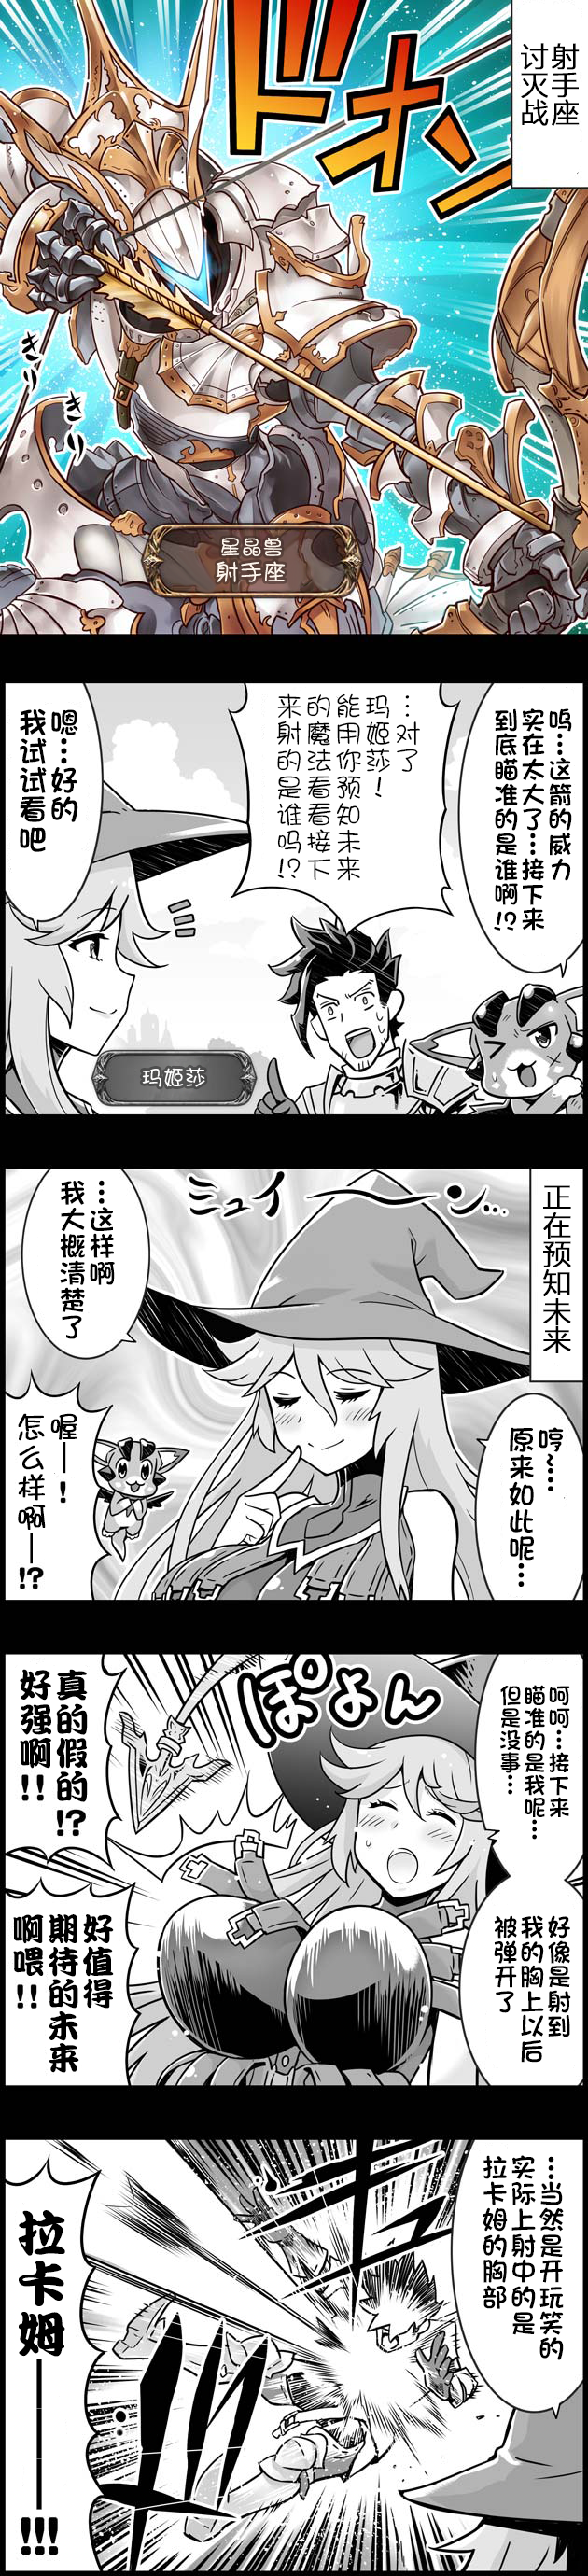 射手座
讨灭战
ドオン
きり
きり
星晶兽
射手座
呜…这箭的威力
实在太大了…接下来
到底瞄准的是谁啊!?
…对了
玛姬莎！
能用你预知未来
的魔法看看接下
来射的是谁吗!?
嗯…好的
我试试看吧
玛姬莎
正在预知未来
ミュイ～～ン…
哼～…
原来如此呢…
…这样啊
我大概清楚了
喔—！
怎么样啊—!?
呵呵…接下来
瞄准的是我呢…
但是没事…
ぽよん
好像是射到
我的胸上以后
被弹开了
真的假的!?
好强啊!!
好值得
期待的未来
啊喂!!
…当然是开玩笑的
实际上射中的是
拉卡姆的胸部
拉卡姆——!!!